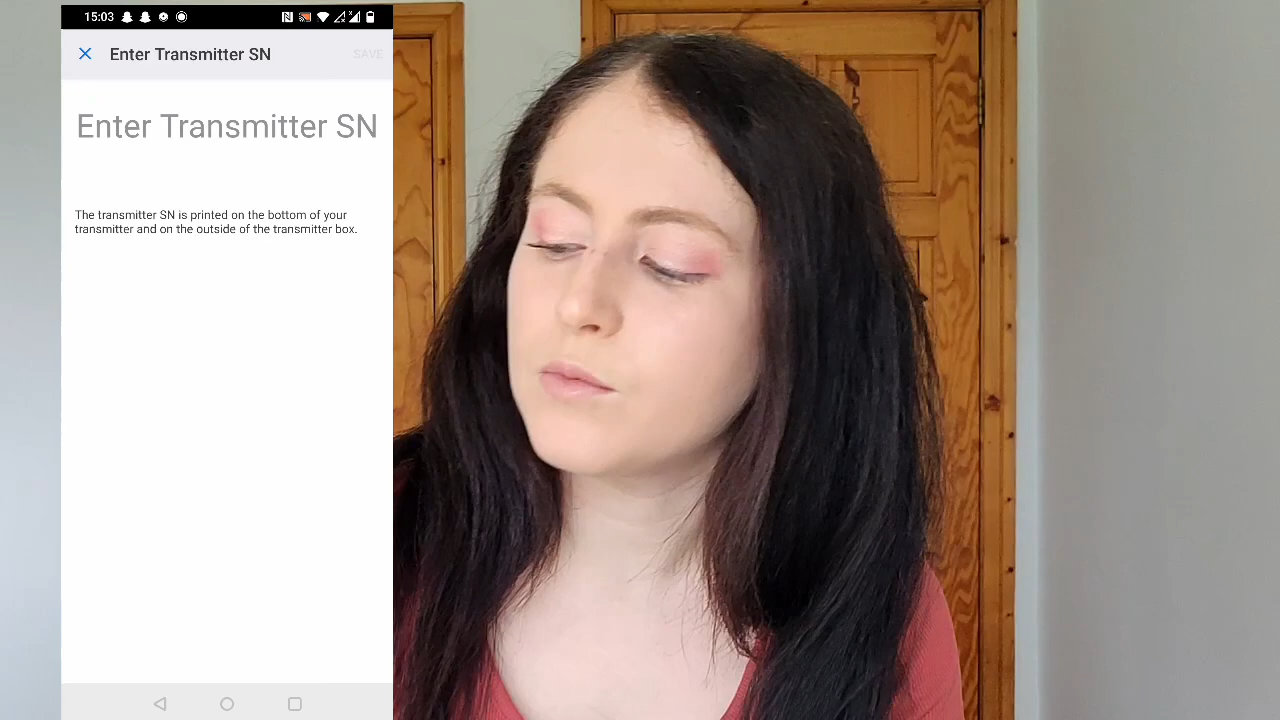 15:03
Enter Transmitter SN
SAVE
Enter Transmitter SN
The transmitter SN is printed on the bottom of your
transmitter and on the outside of the transmitter box.